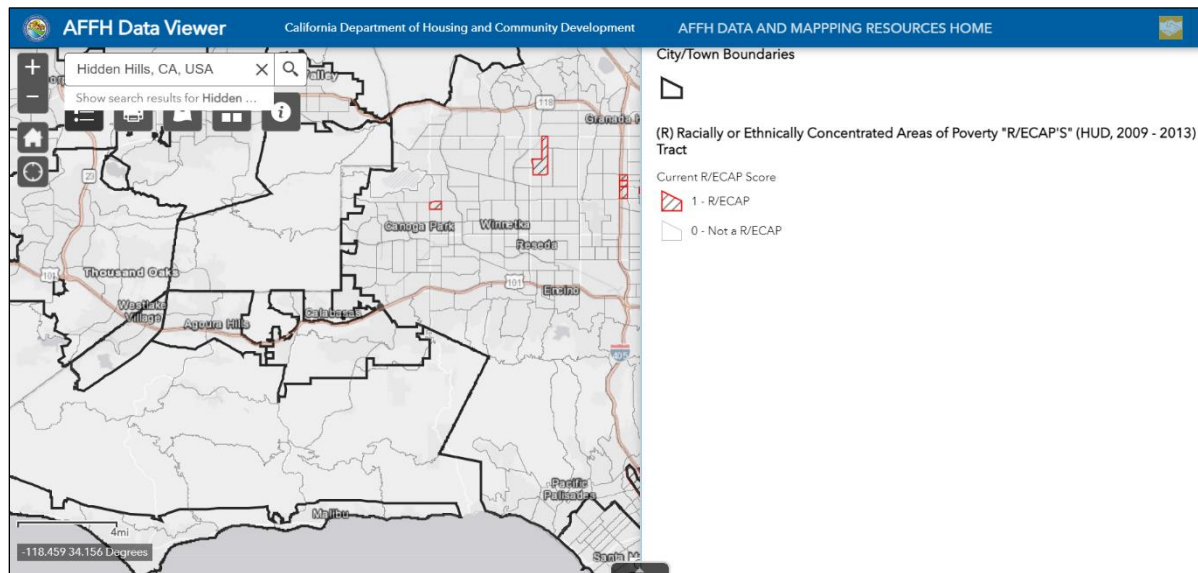 AFFH Data Viewer
California Department of Housing and Community Development
AFFH DATA AND MAPPPING RESOURCES HOME
+
Hidden Hills, CA, USA
Show search results for Hidden ...
−
Valley
118
Granada H
23
Canoga Park
Winnetka
Reseda
101
Thousand Oaks
101
Encino
Westlake
Village
Agoura Hills
Calabasas
405
Pacific
Palisades
Malibu
Santa M
4mi
-118.459 34.156 Degrees
City/Town Boundaries
(R) Racially or Ethnically Concentrated Areas of Poverty "R/ECAP'S" (HUD, 2009 - 2013)
Tract
Current R/ECAP Score
1 - R/ECAP
0 - Not a R/ECAP